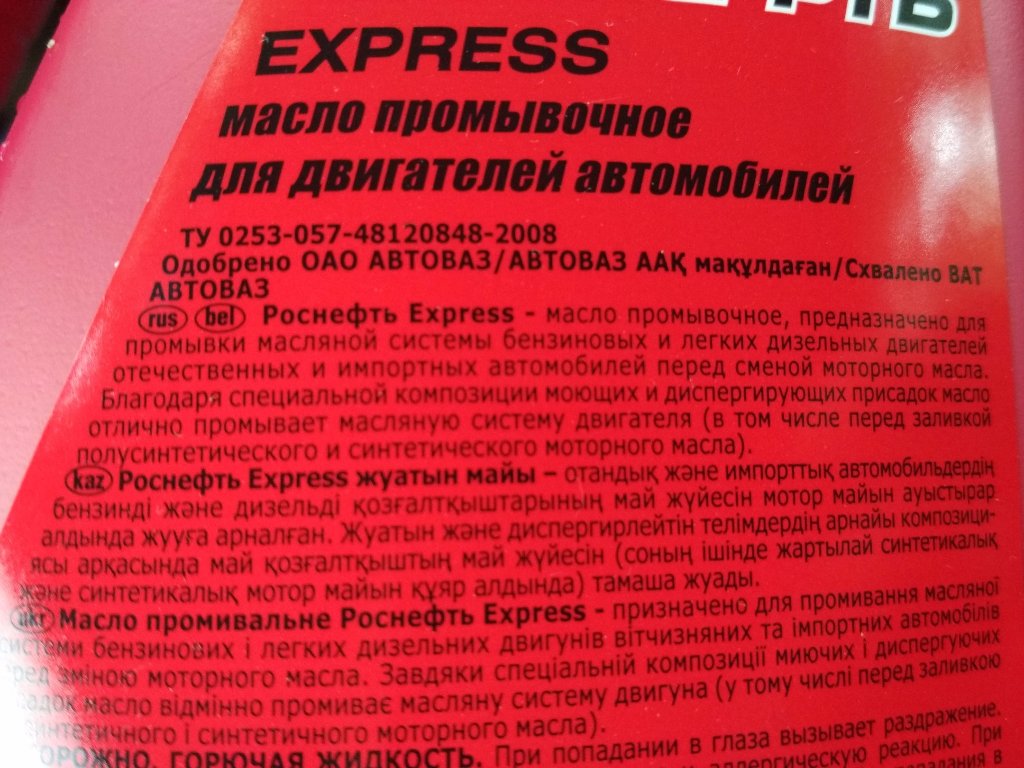 EXPRESS
масло промывочное
для двигателей автомобилей
ТУ 0253-057-48120848-2008
Одобрено ОАО АВТОВАЗ/АВТОВАЗ ААҚ мақұлдаған/Схвалено ВАТ
АВТОВАЗ
rus bel Роснефть Express - масло промывочное, предназначено для
промывки масляной системы бензиновых и легких дизельных двигателей
отечественных и импортных автомобилей перед сменой моторного масла.
Благодаря специальной композиции моющих и диспергирующих присадок масло
отлично промывает масляную систему двигателя (в том числе перед заливкой
полусинтетического и синтетического моторного масла).
kaz Роснефть Express жуатын майы – отандық және импорттық автомобильдердің
бензинді және дизельді қозғалтқыштарының май жүйесін мотор майын ауыстырар
алдында жууға арналған. Жуатын және диспергирлейтін телімдердің арнайы композици-
ясы арқасында май қозғалтқыштың май жүйесін (соның ішінде жартылай синтетикалық
және синтетикалық мотор майын құяр алдында) тамаша жуады.
ukr Масло промивальне Роснефть Express - призначено для промивання масляної
системи бензинових і легких дизельних двигунів вітчизняних та імпортних автомобілів
перед зміною моторного масла. Завдяки спеціальній композиції миючих і диспергуючих
масло відмінно промиває масляну систему двигуна (у тому числі перед заливкою
синтетичного і синтетичного моторного масла).
ГОРЮЧАЯ ЖИДКОСТЬ. При попадании в глаза вызывает раздражение.
аллергическую реакцию. При
попадания в